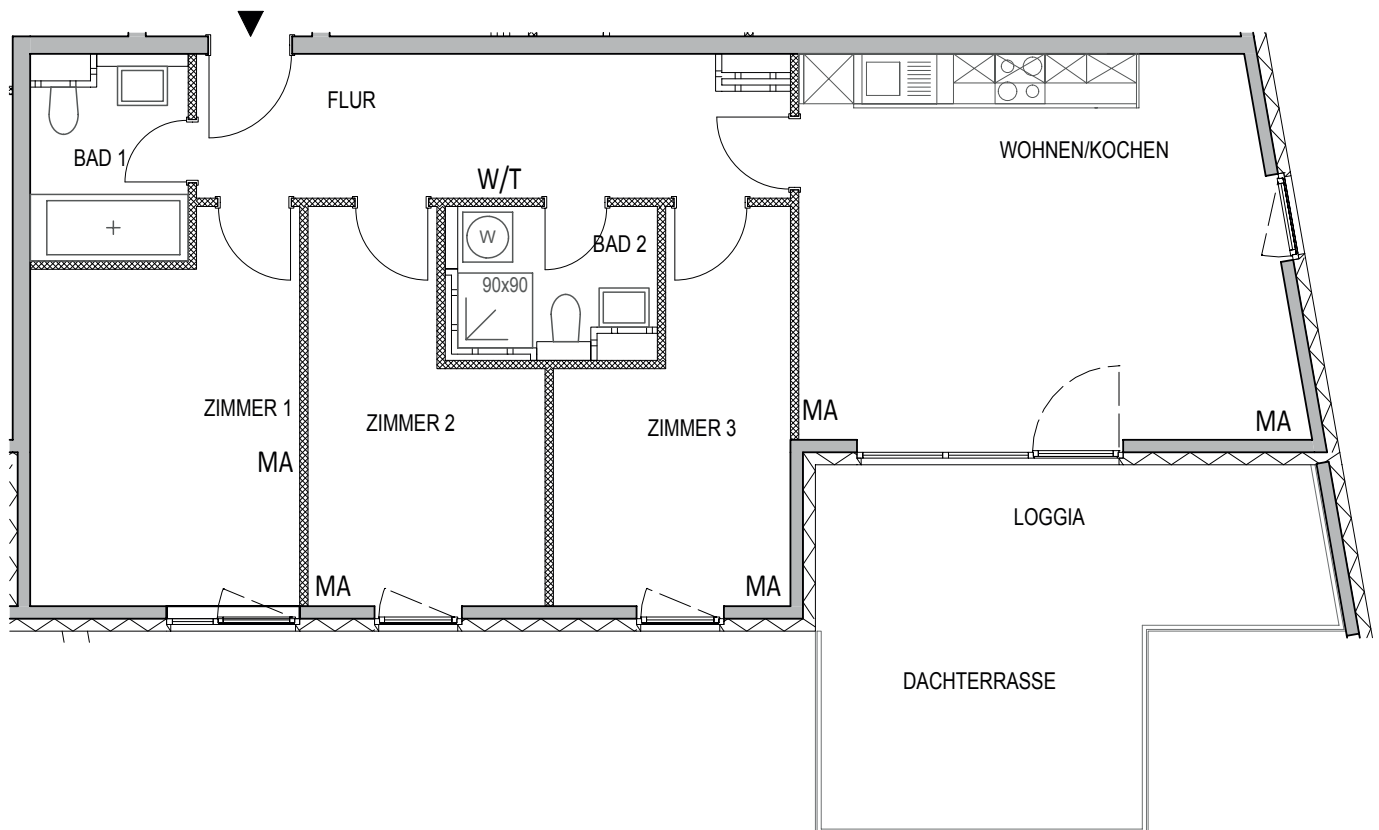 FLUR
WOHNEN/KOCHEN
BAD 1
W/T
W
BAD 2
90x90
ZIMMER 1
ZIMMER 2
ZIMMER 3
MA
MA
MA
MA
MA
LOGGIA
DACHTERRASSE